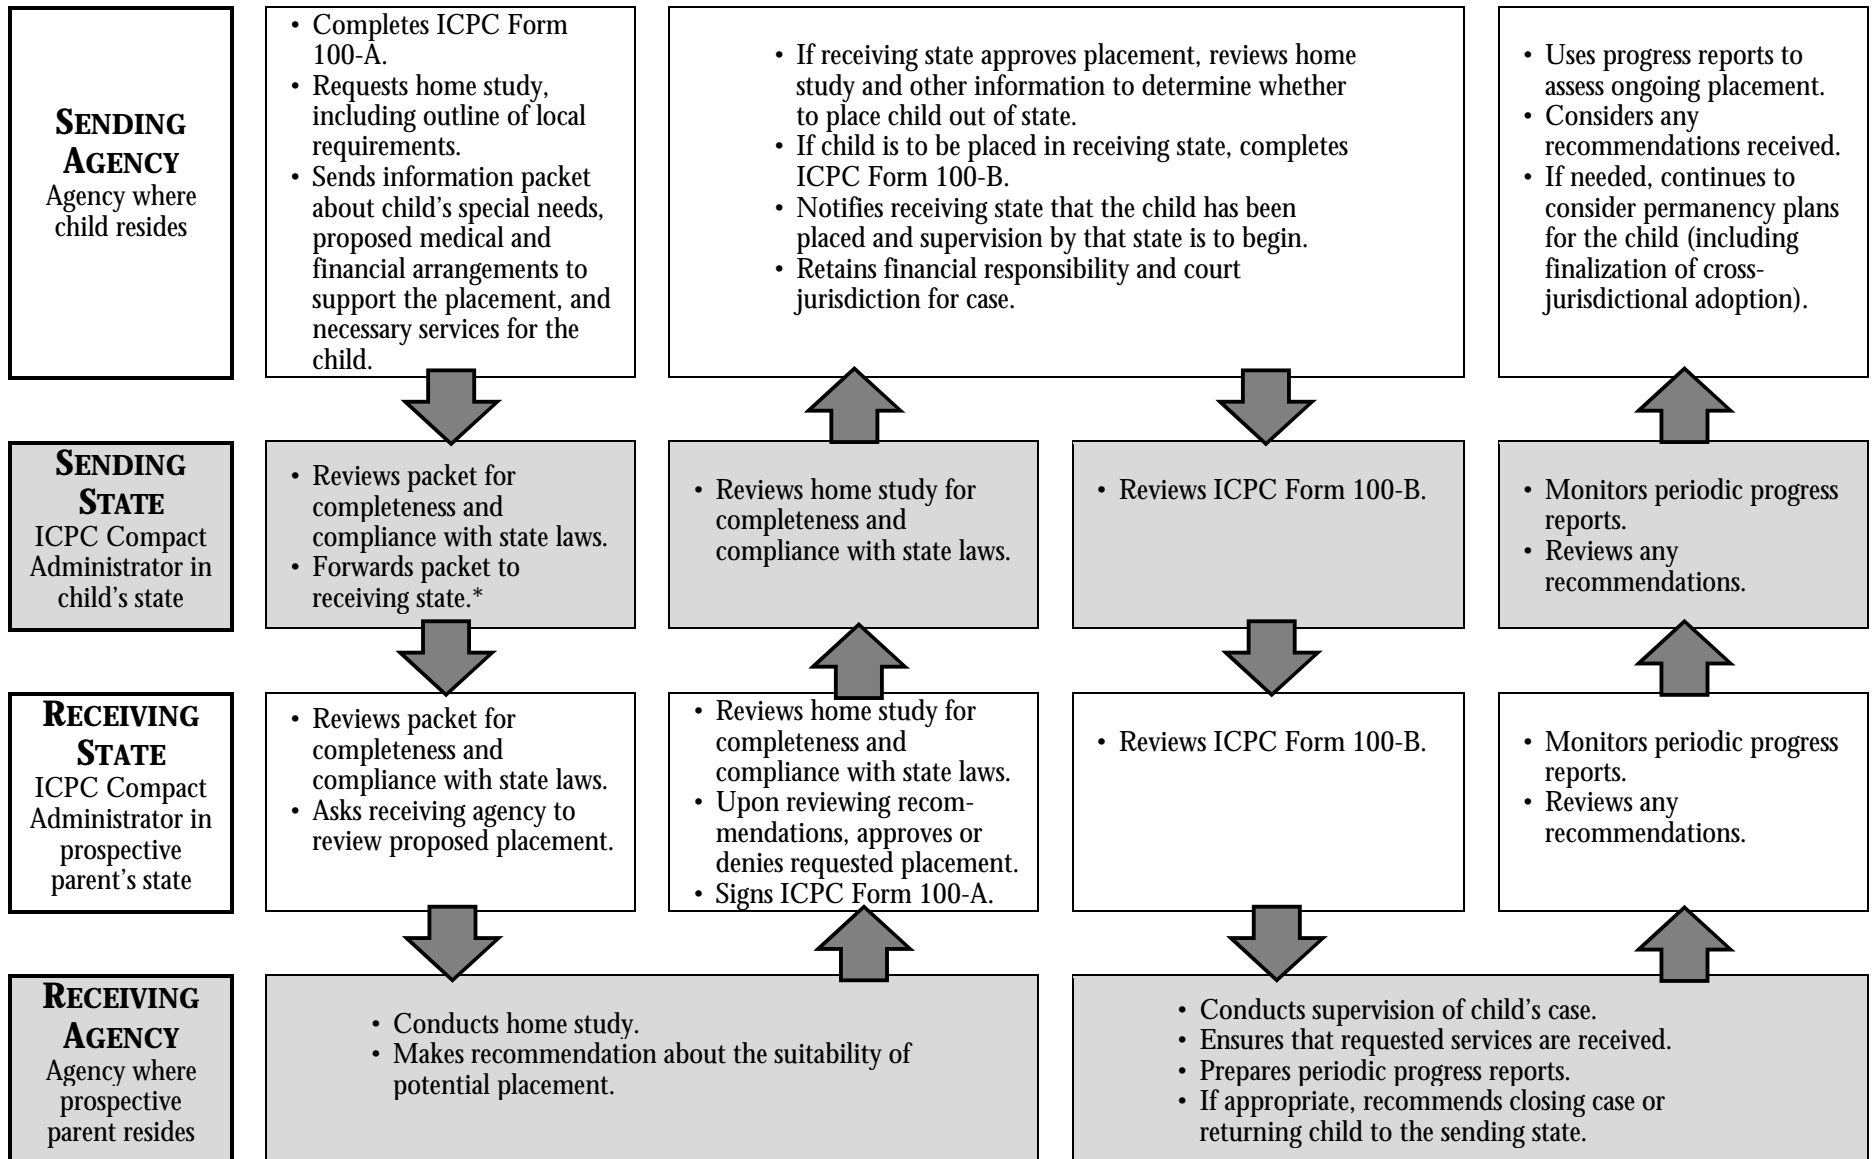 SENDING
AGENCY
Agency where
child resides
• Completes ICPC Form
100-A.
• Requests home study,
including outline of local
requirements.
• Sends information packet
about child's special needs,
proposed medical and
financial arrangements to
support the placement, and
necessary services for the
child.
• If receiving state approves placement, reviews home
study and other information to determine whether
to place child out of state.
• If child is to be placed in receiving state, completes
ICPC Form 100-B.
• Notifies receiving state that the child has been
placed and supervision by that state is to begin.
• Retains financial responsibility and court
jurisdiction for case.
• Uses progress reports to
assess ongoing placement.
• Considers any
recommendations received.
• If needed, continues to
consider permanency plans
for the child (including
finalization of cross-
jurisdictional adoption).
SENDING
STATE
ICPC Compact
Administrator in
child's state
• Reviews packet for
completeness and
compliance with state laws.
• Forwards packet to
receiving state.*
• Reviews home study for
completeness and
compliance with state laws.
• Reviews ICPC Form 100-B.
• Monitors periodic progress
reports.
• Reviews any
recommendations.
RECEIVING
STATE
ICPC Compact
Administrator in
prospective
parent's state
• Reviews packet for
completeness and
compliance with state laws.
• Asks receiving agency to
review proposed placement.
• Reviews home study for
completeness and
compliance with state laws.
• Upon reviewing recom-
mendations, approves or
denies requested placement.
• Signs ICPC Form 100-A.
• Reviews ICPC Form 100-B.
• Monitors periodic progress
reports.
• Reviews any
recommendations.
RECEIVING
AGENCY
Agency where
prospective
parent resides
• Conducts home study.
• Makes recommendation about the suitability of
potential placement.
• Conducts supervision of child's case.
• Ensures that requested services are received.
• Prepares periodic progress reports.
• If appropriate, recommends closing case or
returning child to the sending state.